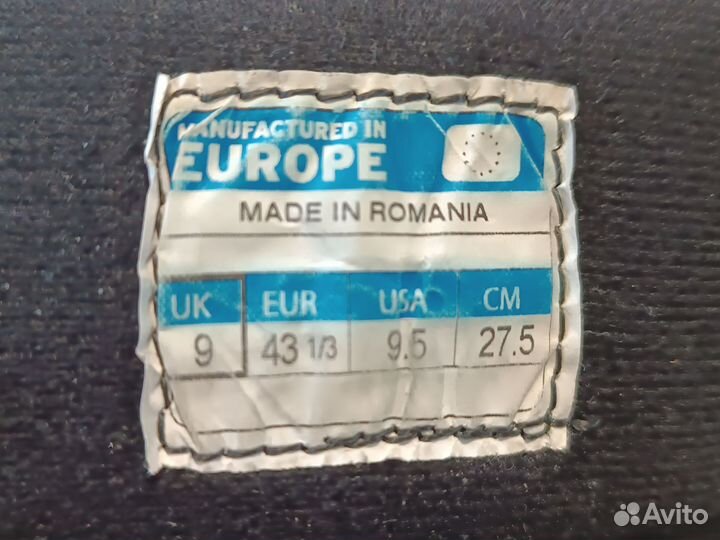 MANUFACTURED IN
EUROPE
MADE IN ROMANIA
UK EUR USA CM
9 43 1/3 9.5 27.5
Avito